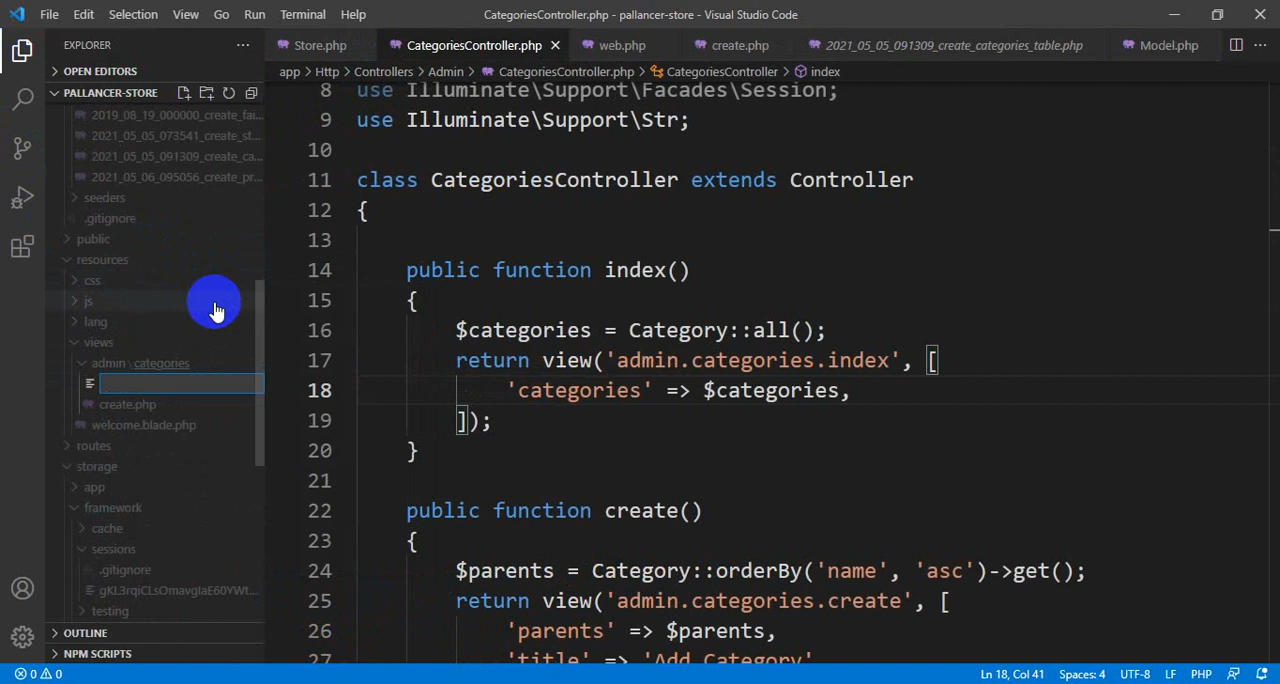 File Edit Selection View Go Run Terminal Help CategoriesController.php - pallancer-store - Visual Studio Code
EXPLORER ... Store.php CategoriesController.php web.php create.php 2021_05_05_091309_create_categories_table.php Model.php
OPEN EDITORS
app > Http > Controllers > Admin > CategoriesController.php > CategoriesController > index
PALLANCER-STORE
2019_08_19_000000_create_fai...
2021_05_05_073541_create_st...
2021_05_05_091309_create_ca...
2021_05_06_095056_create_pr...
seeders
.gitignore
public
resources
css
js
lang
views
admin \ categories
create.php
welcome.blade.php
routes
storage
app
framework
cache
sessions
.gitignore
testing
OUTLINE
NPM SCRIPTS
8 use Illuminate\Support\Facades\Session;
9 use Illuminate\Support\Str;
10
11 class CategoriesController extends Controller
12 {
13
14 public function index()
15 {
16 $categories = Category::all();
17 return view('admin.categories.index', [
18 'categories' => $categories,
19 ]);
20 }
21
22 public function create()
23 {
24 $parents = Category::orderBy('name', 'asc')->get();
25 return view('admin.categories.create', [
26 'parents' => $parents,
27 'title' => 'Add Category'
0 0 Ln 18, Col 41 Spaces: 4 UTF-8 LF PHP